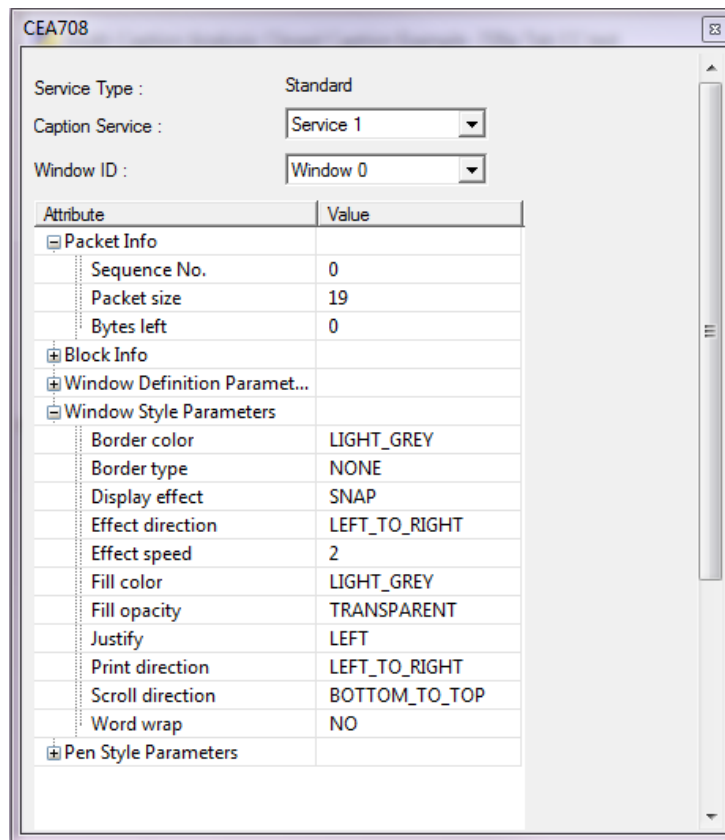 CEA708
Service Type : Standard
Caption Service : Service 1
Window ID : Window 0
Attribute Value
Packet Info
Sequence No. 0
Packet size 19
Bytes left 0
Block Info
Window Definition Paramet...
Window Style Parameters
Border color LIGHT_GREY
Border type NONE
Display effect SNAP
Effect direction LEFT_TO_RIGHT
Effect speed 2
Fill color LIGHT_GREY
Fill opacity TRANSPARENT
Justify LEFT
Print direction LEFT_TO_RIGHT
Scroll direction BOTTOM_TO_TOP
Word wrap NO
Pen Style Parameters